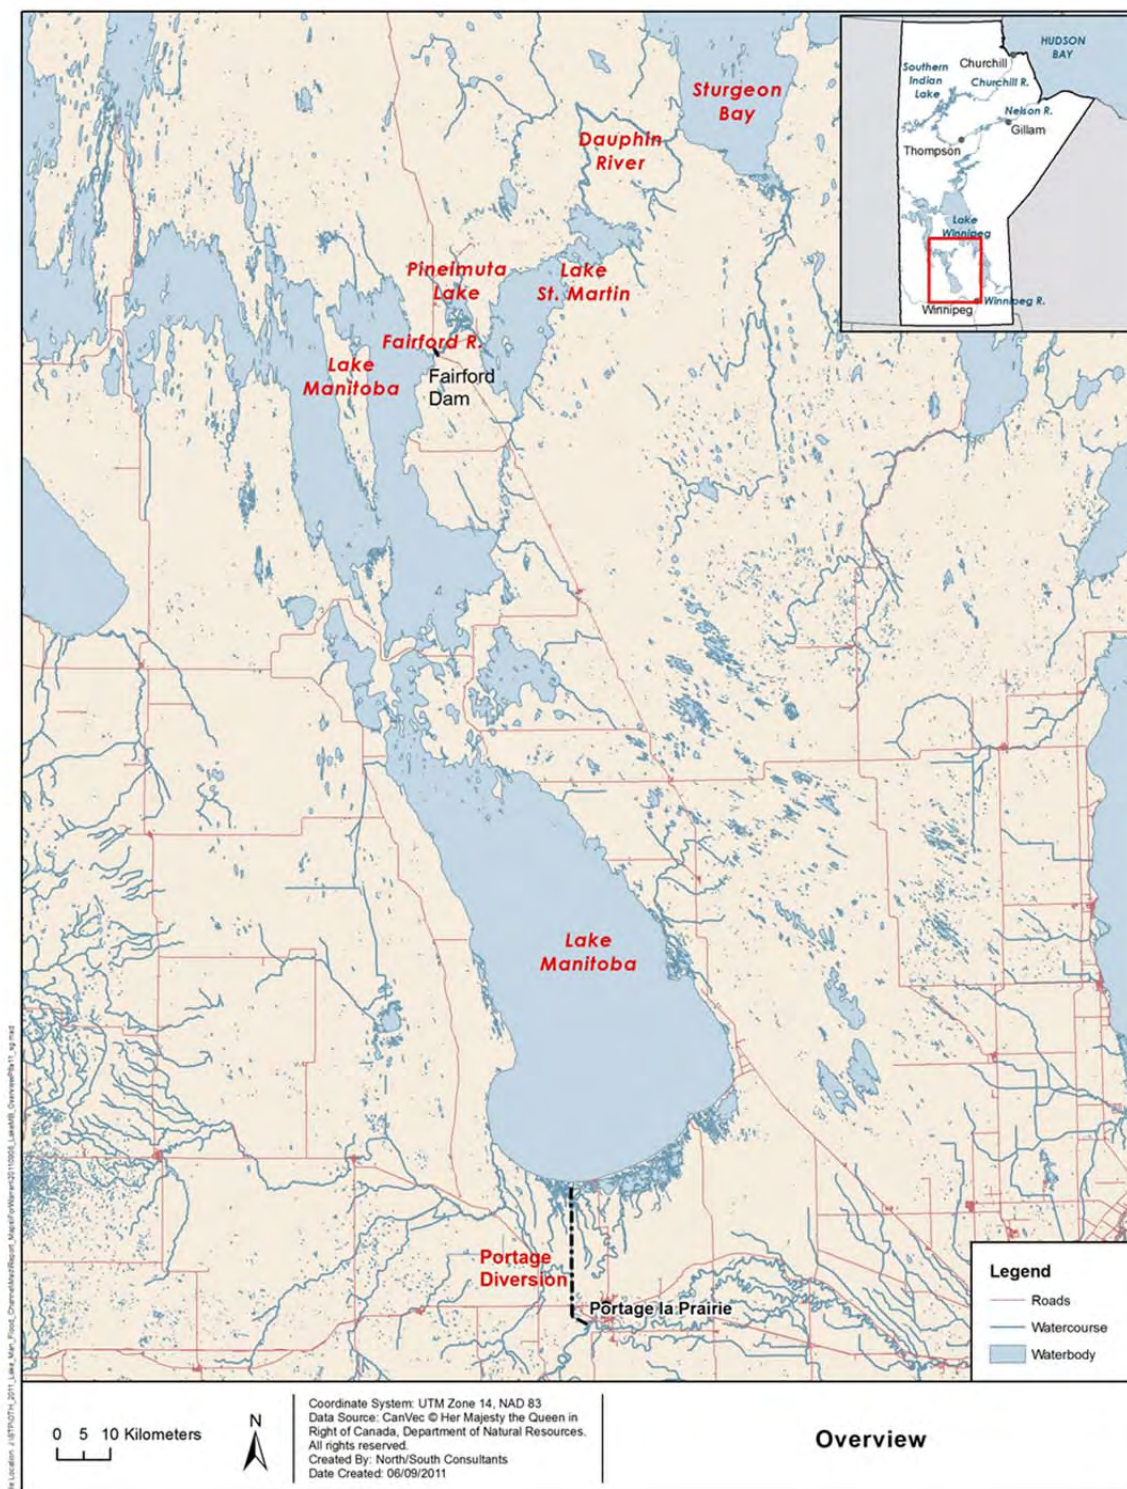 Sturgeon
Bay
Dauphin
River
Pineimuta
Lake
Lake
St. Martin
Fairford R.
Lake
Manitoba
Fairford
Dam
Lake
Manitoba
Portage
Diversion
Portage la Prairie
HUDSON
BAY
Churchill
Southern
Indian
Lake
Churchill R.
Nelson R.
Gillam
Thompson
Lake
Winnipeg
Winnipeg R.
Winnipeg
Legend
Roads
Watercourse
Waterbody
0 5 10 Kilometers
N
Coordinate System: UTM Zone 14, NAD 83
Data Source: CanVec © Her Majesty the Queen in
Right of Canada, Department of Natural Resources.
All rights reserved.
Created By: North/South Consultants
Date Created: 06/09/2011
Overview